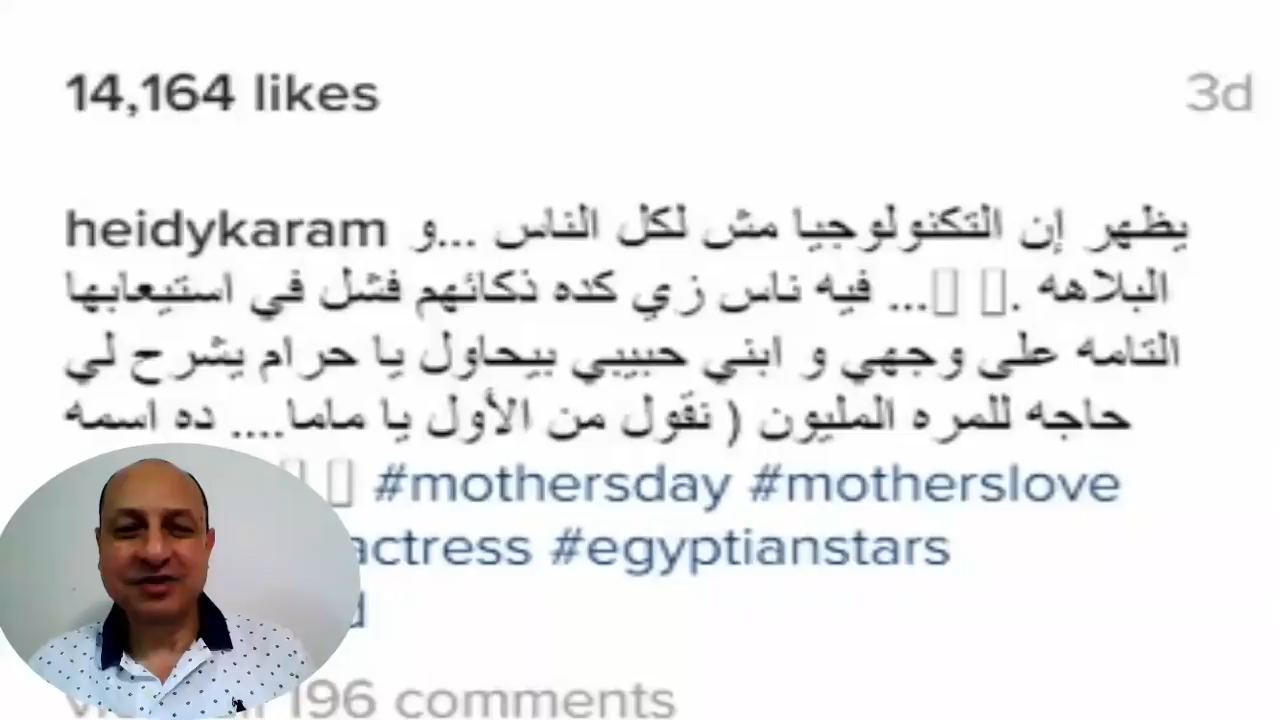 14,164 likes
3d
heidykaram يظهر إن التكنولوجيا مش لكل الناس ...و
البلاهه .▯ ▯... فيه ناس زي كده ذكائهم فشل في استيعابها
التامه على وجهي و ابني حبيبي بيحاول يا حرام يشرح لي
حاجه للمره المليون ( نقول من الأول يا ماما.... ده اسمه
#mothersday #motherslove
actress #egyptianstars
196 comments